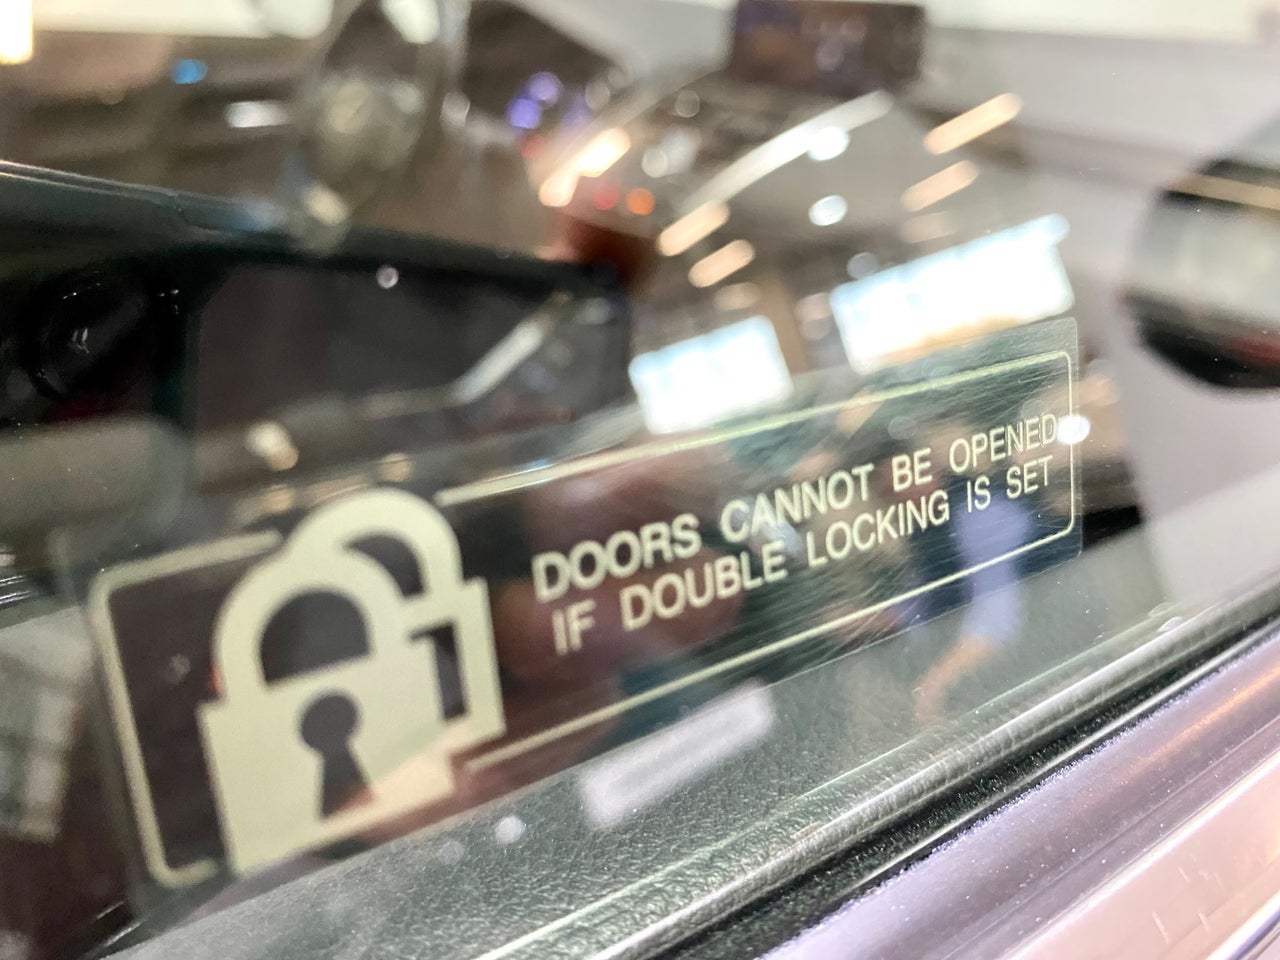 DOORS CANNOT BE OPENED
IF DOUBLE LOCKING IS SET